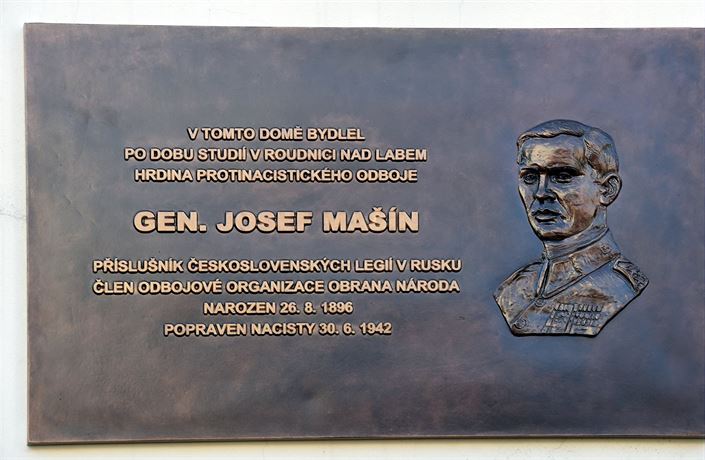 V TOMTO DOMĚ BYDLEL
PO DOBU STUDIÍ V ROUDNICI NAD LABEM
HRDINA PROTINACISTICKÉHO ODBOJE
GEN. JOSEF MAŠÍN
PŘÍSLUŠNÍK ČESKOSLOVENSKÝCH LEGIÍ V RUSKU
ČLEN ODBOJOVÉ ORGANIZACE OBRANA NÁRODA
NAROZEN 26. 8. 1896
POPRAVEN NACISTY 30. 6. 1942